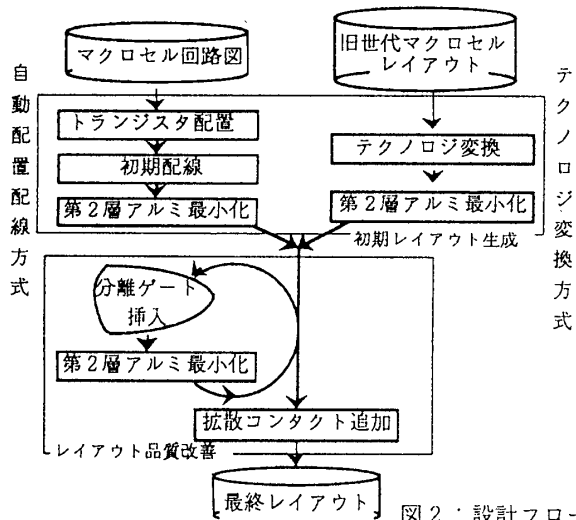 マクロセル回路図
旧世代マクロセル
レイアウト
自動配置配線方式
テクノロジ変換方式
トランジスタ配置
初期配線
第2層アルミ最小化
テクノロジ変換
第2層アルミ最小化
初期レイアウト生成
分離ゲート
挿入
第2層アルミ最小化
拡散コンタクト追加
レイアウト品質改善
最終レイアウト
図2：設計フロー